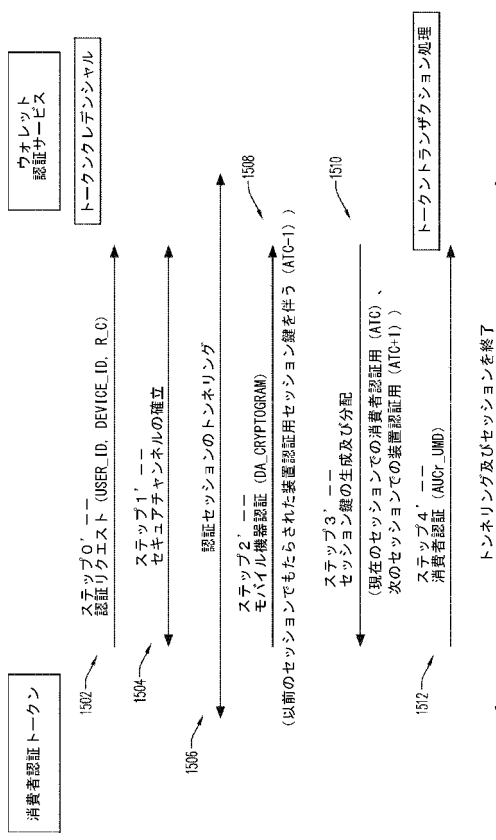 消費者認証トークン
ウォレット
認証サービス
トークンクレデンシャル
1502
ステップ0’ーー
認証リクエスト (USER_ID, DEVICE_ID, R_C)
1504
ステップ1’ーー
セキュアチャンネルの確立
1506
認証セッションのトンネリング
1508
ステップ2’ーー
モバイル機器認証 (DA_CRYPTOGRAM)
(以前のセッションでもたらされた装置認証用セッション鍵を伴う (ATC-1))
1510
ステップ3’ーー
セッション鍵の生成及び分配
(現在のセッションでの消費者認証用 (ATC)、
次のセッションでの装置認証用 (ATC+1))
1512
ステップ4’ーー
消費者認証 (AUCr_UMD)
トークントランザクション処理
トンネリング及びセッションを終了